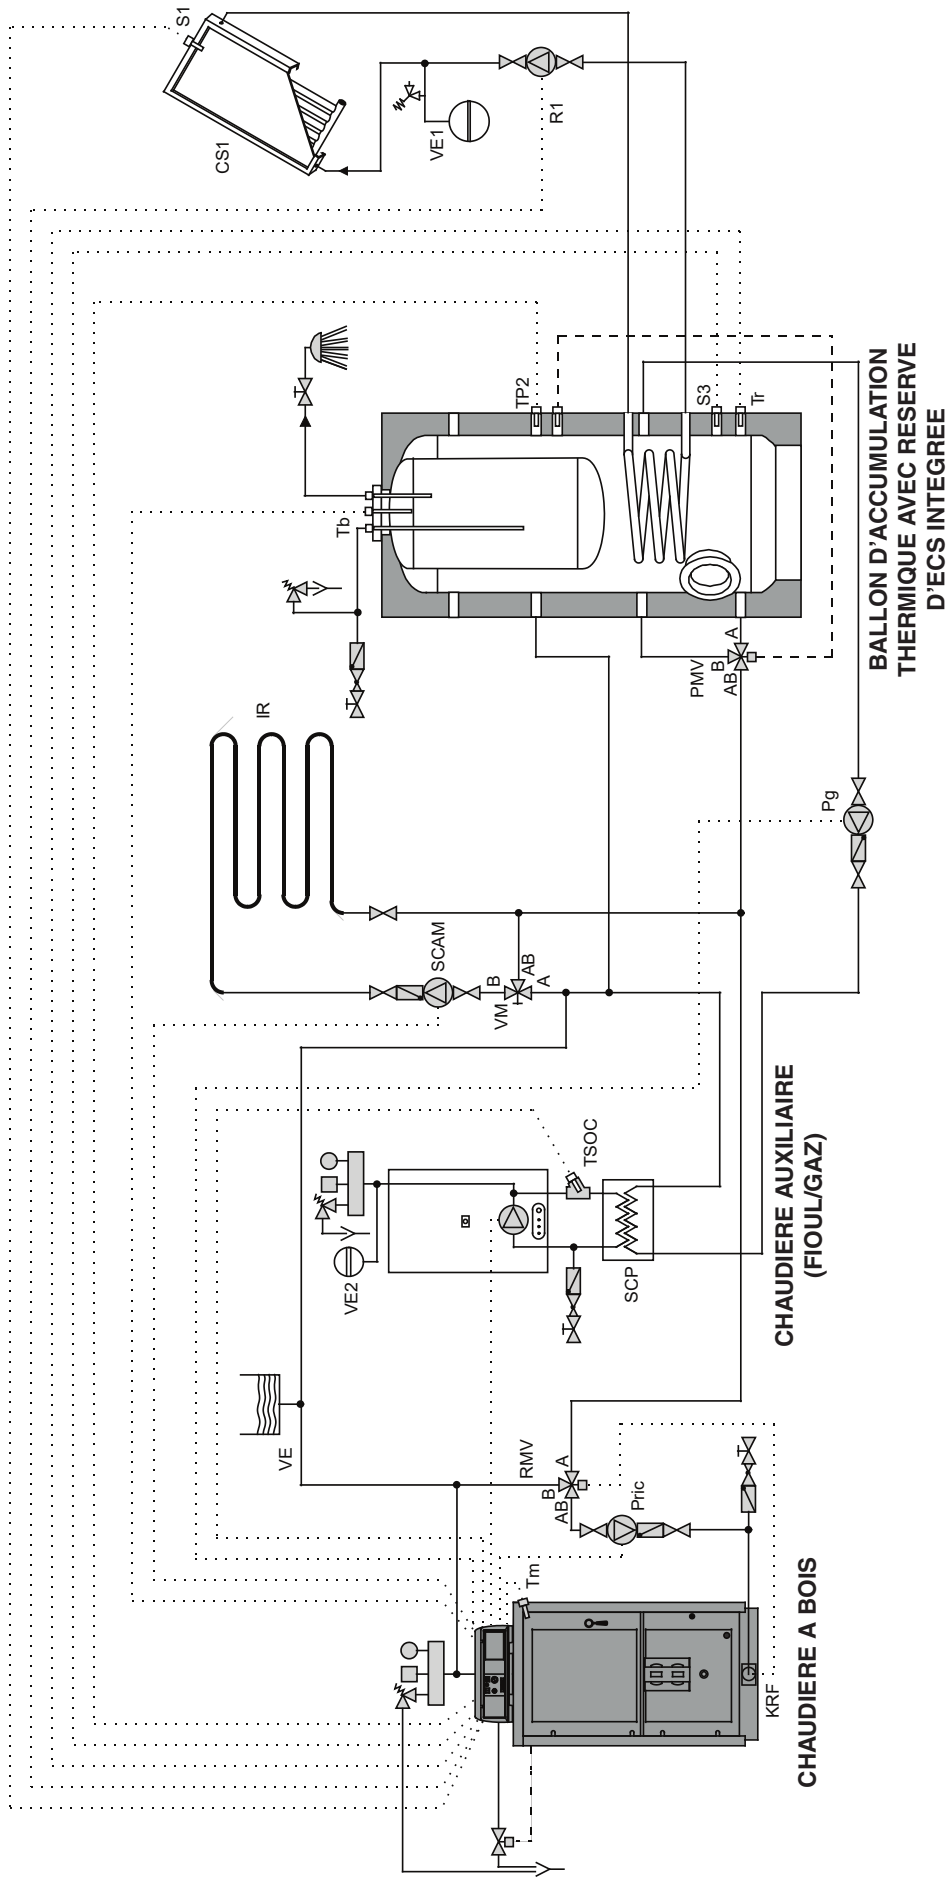 S1
CS1
VE1
R1
TP2
S3
Tr
Tb
BALLON D'ACCUMULATION
THERMIQUE AVEC RESERVE
D'ECS INTEGREE
A
B
AB
PMV
IR
Pg
SCAM
B
AB
A
VM
TSOC
SCP
VE2
CHAUDIERE AUXILIAIRE
(FIOUL/GAZ)
VE
RMV
A
B
AB
Pric
Tm
KRF
CHAUDIERE A BOIS